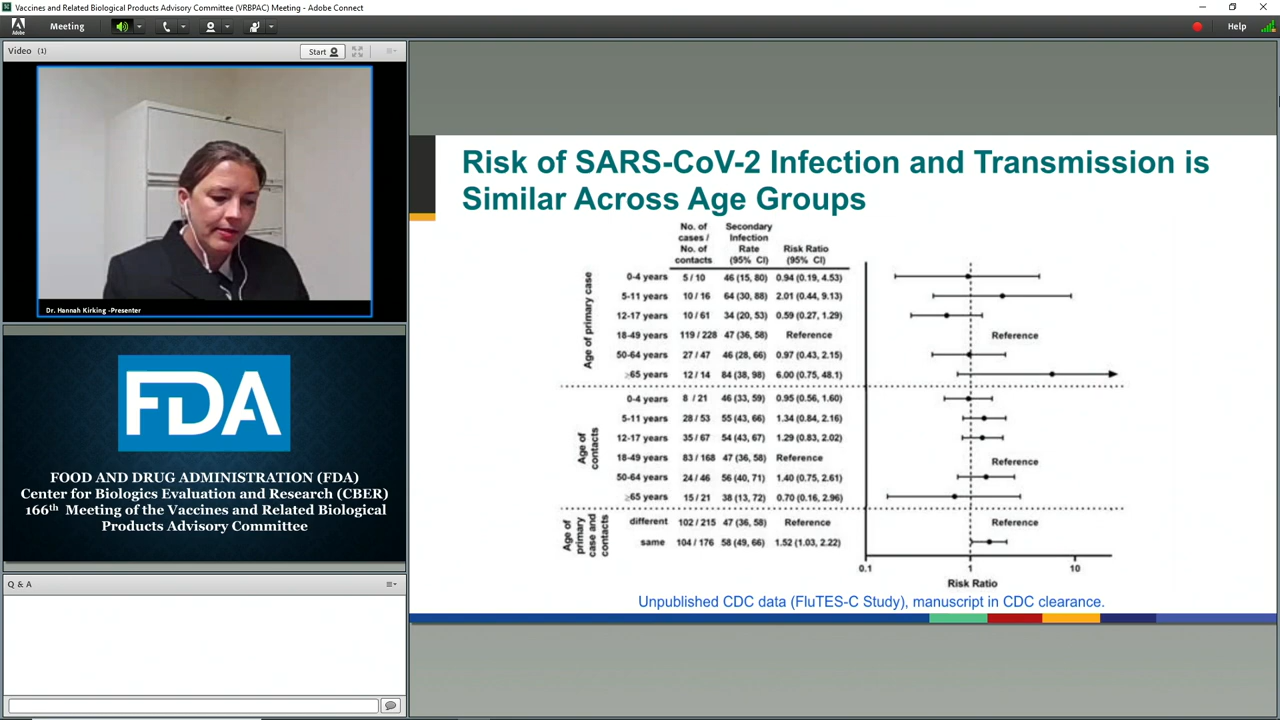 Vaccines and Related Biological Products Advisory Committee (VRBPAC) Meeting - Adobe Connect
Adobe
Meeting
Help
Video (1)
Start
Dr. Hannah Kirking -Presenter
FDA
FOOD AND DRUG ADMINISTRATION (FDA)
Center for Biologics Evaluation and Research (CBER)
166th Meeting of the Vaccines and Related Biological
Products Advisory Committee
Q & A
Risk of SARS-CoV-2 Infection and Transmission is
Similar Across Age Groups
No. of cases / No. of contacts
Secondary Infection Rate (95% CI)
Risk Ratio (95% CI)
Age of primary case
0-4 years 5 / 10 46 (15, 80) 0.94 (0.19, 4.53)
5-11 years 10 / 16 64 (30, 88) 2.01 (0.44, 9.13)
12-17 years 10 / 61 34 (20, 53) 0.59 (0.27, 1.29)
18-49 years 119 / 228 47 (36, 58) Reference Reference
50-64 years 27 / 47 46 (28, 66) 0.97 (0.43, 2.15)
≥65 years 12 / 14 84 (38, 98) 6.00 (0.75, 48.1)
Age of contacts
0-4 years 8 / 21 46 (33, 59) 0.95 (0.56, 1.60)
5-11 years 28 / 53 55 (43, 66) 1.34 (0.84, 2.16)
12-17 years 35 / 67 54 (43, 67) 1.29 (0.83, 2.02)
18-49 years 83 / 168 47 (36, 58) Reference Reference
50-64 years 24 / 46 56 (40, 71) 1.40 (0.75, 2.61)
≥65 years 15 / 21 38 (13, 72) 0.70 (0.16, 2.96)
Age of primary case and contacts
different 102 / 215 47 (36, 58) Reference Reference
same 104 / 176 58 (49, 66) 1.52 (1.03, 2.22)
0.1 1 10
Risk Ratio
Unpublished CDC data (FluTES-C Study), manuscript in CDC clearance.